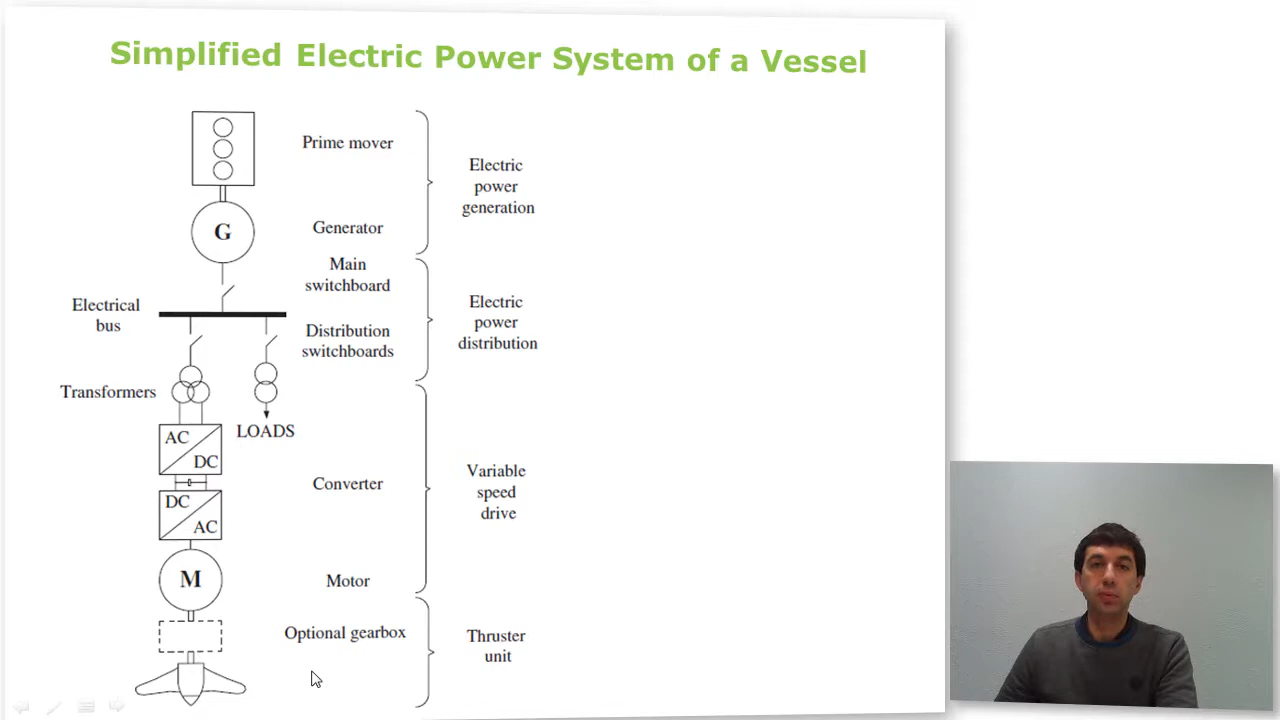 Simplified Electric Power System of a Vessel
Prime mover
Electric
power
generation
G
Generator
Main
switchboard
Electrical
bus
Electric
power
distribution
Distribution
switchboards
Transformers
LOADS
AC
DC
Converter
DC
AC
Variable
speed
drive
M
Motor
Optional gearbox
Thruster
unit